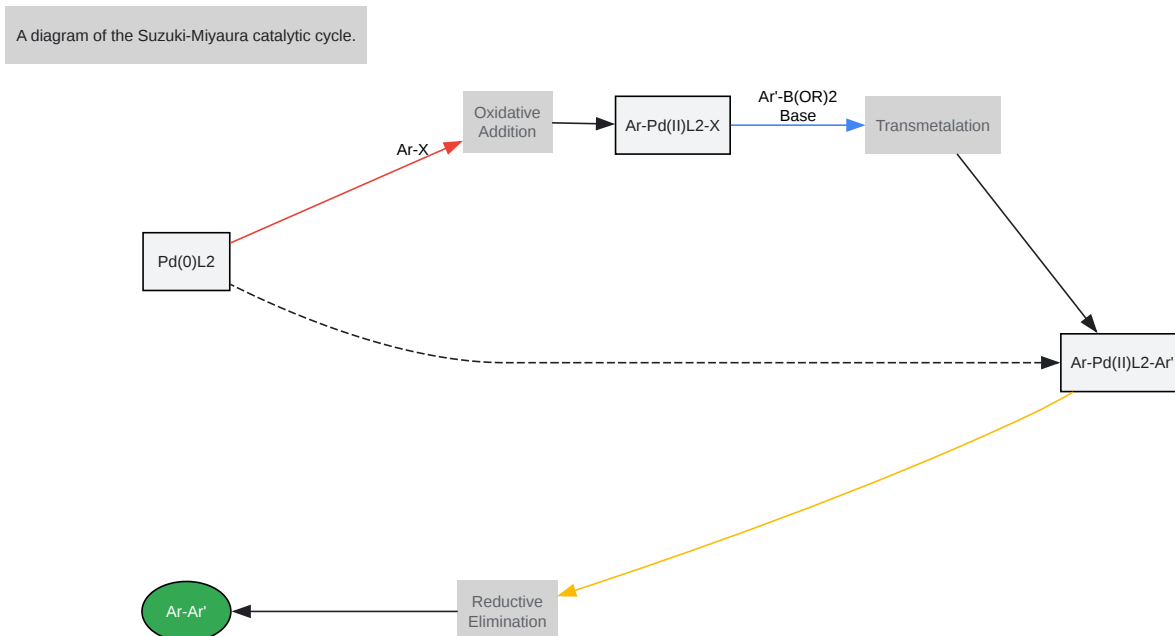 A diagram of the Suzuki-Miyaura catalytic cycle.
Ar'-B(OR)2
Base
Oxidative
Addition
Ar-Pd(II)L2-X
Transmetalation
Ar-X
Pd(0)L2
Ar-Pd(II)L2-Ar'
Reductive
Elimination
Ar-Ar'